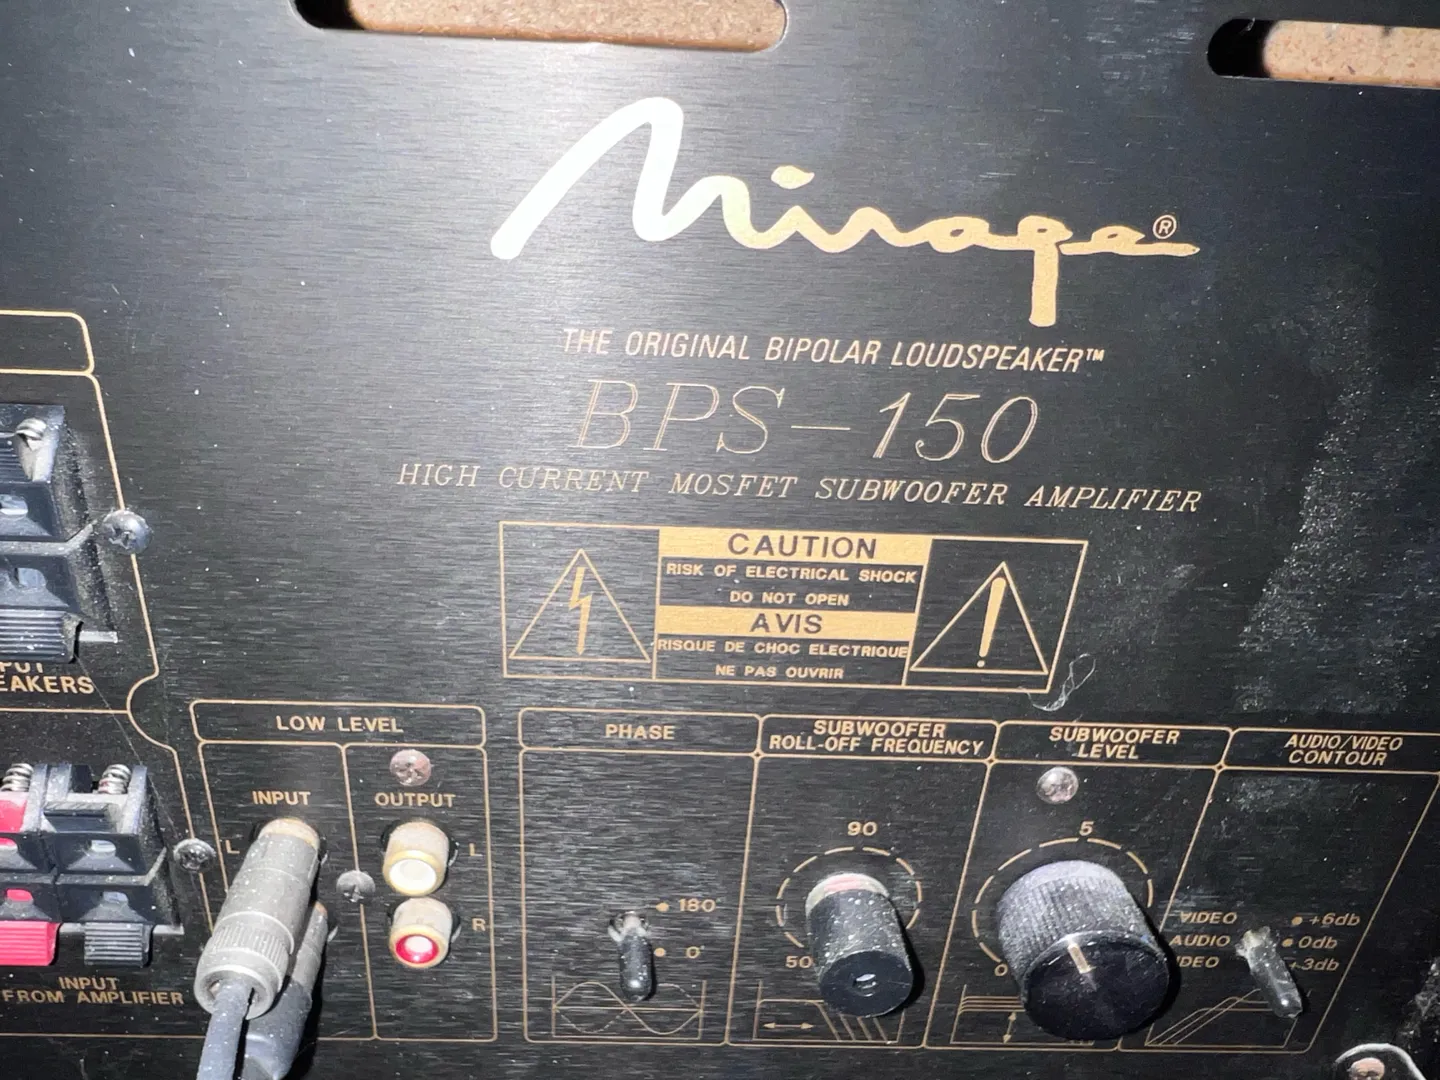 Mirage®
THE ORIGINAL BIPOLAR LOUDSPEAKER™
BPS-150
HIGH CURRENT MOSFET SUBWOOFER AMPLIFIER
CAUTION
RISK OF ELECTRICAL SHOCK
DO NOT OPEN
AVIS
RISQUE DE CHOC ELECTRIQUE
NE PAS OUVRIR
INPUT
FROM AMPLIFIER
LOW LEVEL
INPUT
OUTPUT
L
L
R
PHASE
180°
0°
SUBWOOFER
ROLL-OFF FREQUENCY
90
50
SUBWOOFER
LEVEL
5
0
AUDIO/VIDEO
CONTOUR
VIDEO +6db
AUDIO 0db
+3db